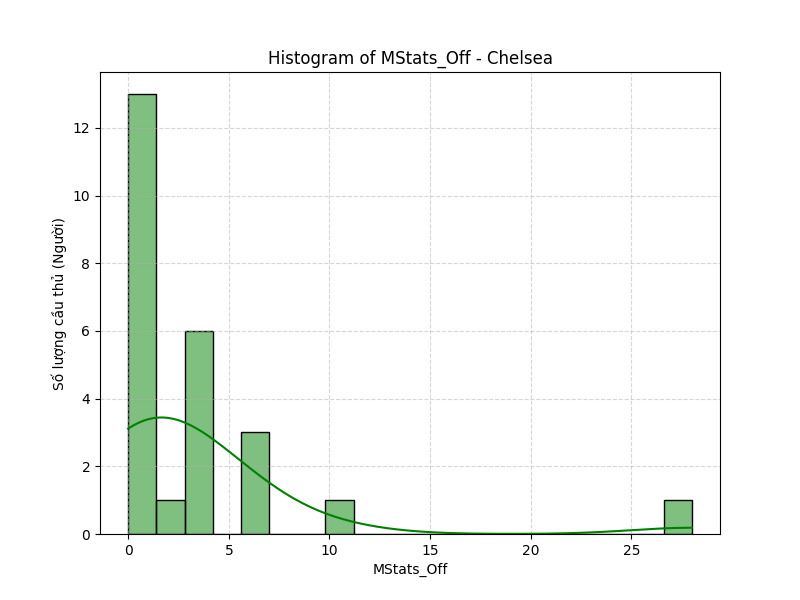 Histogram of MStats_Off - Chelsea
Số lượng cầu thủ (Người)
12
10
8
6
4
2
0
0 5 10 15 20 25
MStats_Off